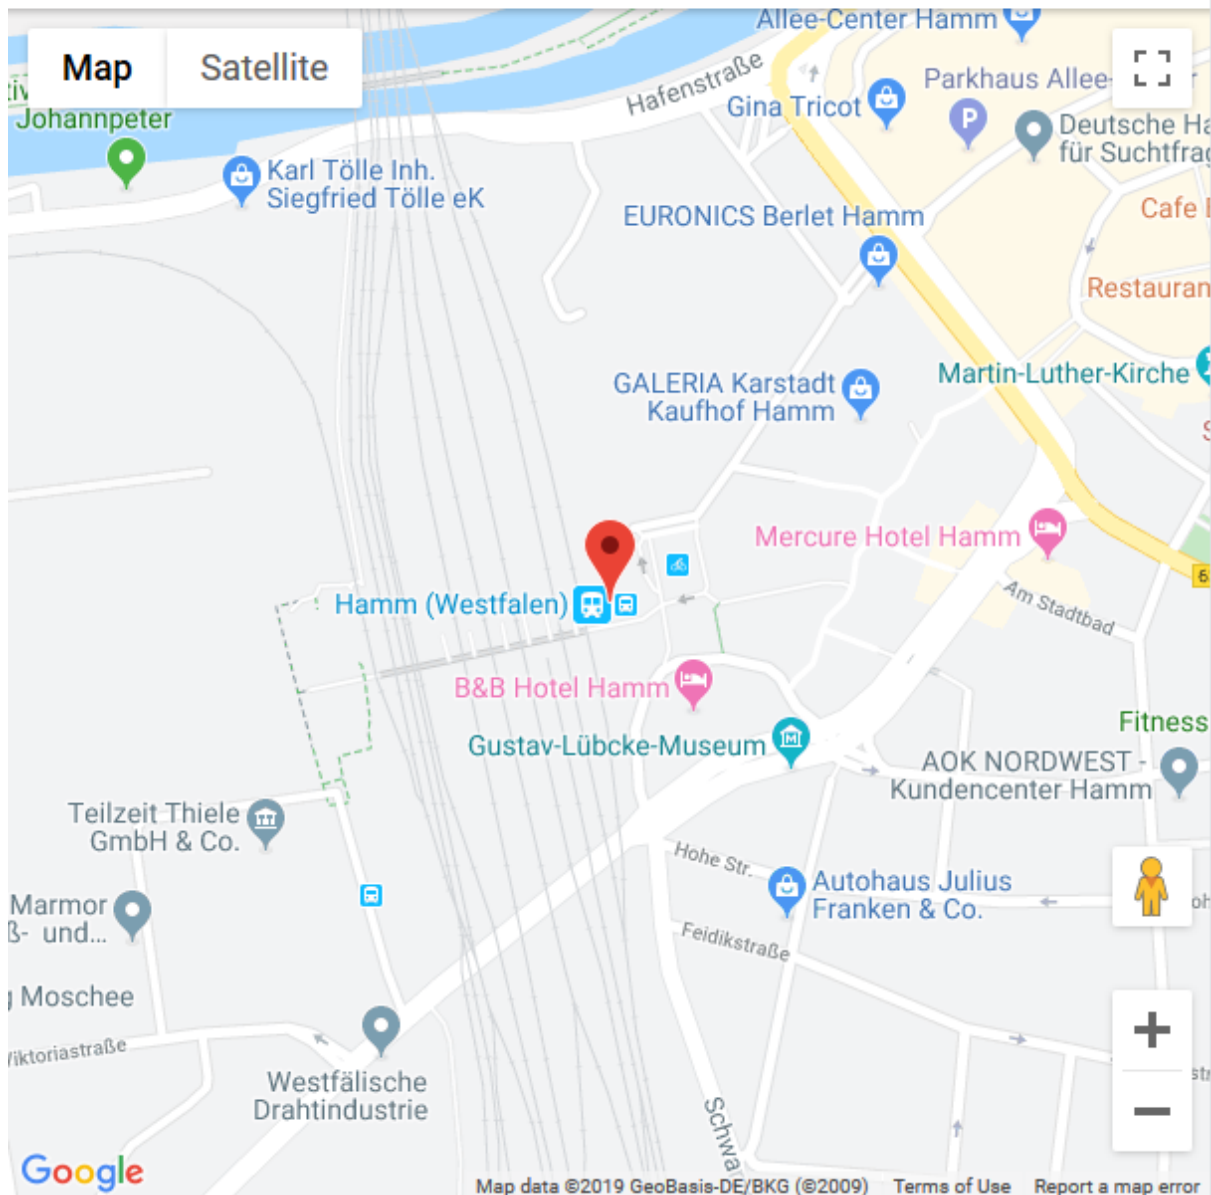 Allee-Center Hamm
Map
Satellite
Hafenstraße
Parkhaus Allee-
Gina Tricot
Johannpeter
Deutsche
für
Karl Tölle Inh.
Siegfried Tölle eK
Cafe
EURONICS Berlet Hamm
GALERIA Karstadt
Kaufhof Hamm
Martin-Luther-Kirche
Mercure Hotel Hamm
Hamm (Westfalen)
Am Stadtbad
B&B Hotel Hamm
Fitness
Gustav-Lübcke-Museum
AOK NORDWEST -
Kundencenter Hamm
Teilzeit Thiele
GmbH & Co.
Hohe Str.
Autohaus Julius
Franken & Co.
Marmor
ß- und...
Feidikstraße
Moschee
Viktoriastraße
Westfälische
Drahtindustrie
Google
Map data ©2019 GeoBasis-DE/BKG (©2009)
Terms of Use
Report a map error